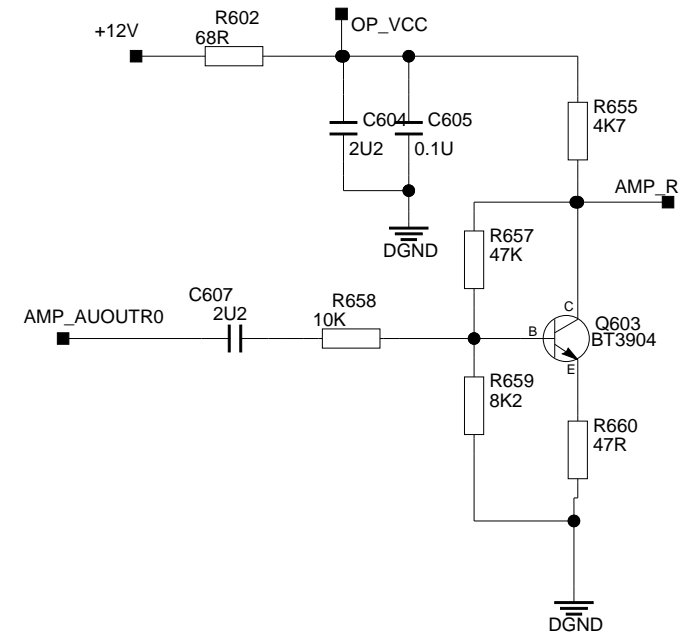 R602
OP_VCC
+12V
68R
C604
C605
2U2
0.1U
R655
4K7
AMP_R
DGND
R657
47K
C607
2U2
R658
10K
AMP_AUOUTR0
C
B
E
Q603
BT3904
R659
8K2
R660
47R
DGND